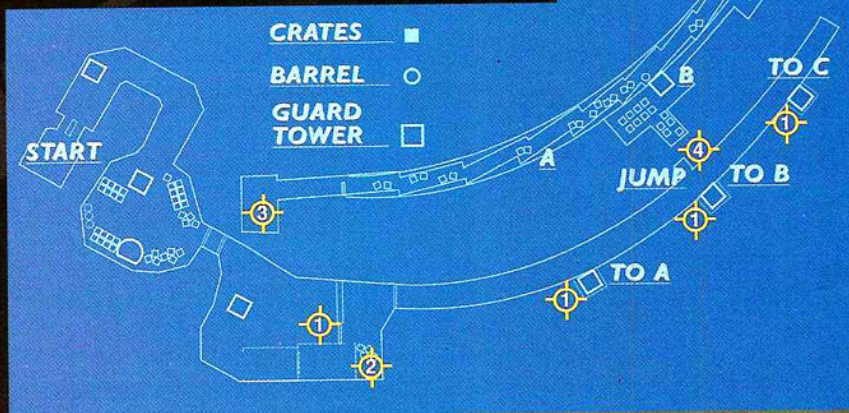 CRATES
BARREL
GUARD
TOWER
START
A
B
TO C
1
4
JUMP
TO B
1
3
TO A
1
1
2